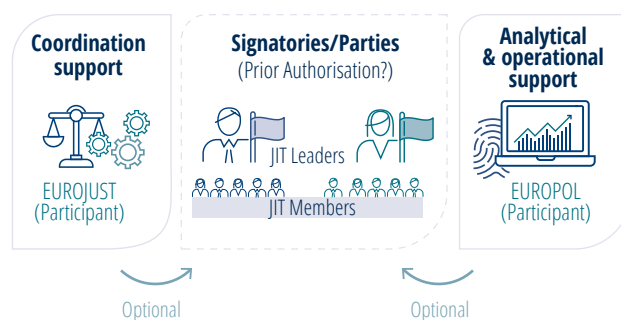 Coordination
support
EUROJUST
(Participant)
Signatories/Parties
(Prior Authorisation?)
JIT Leaders
JIT Members
Analytical
& operational
support
EUROPOL
(Participant)
Optional
Optional